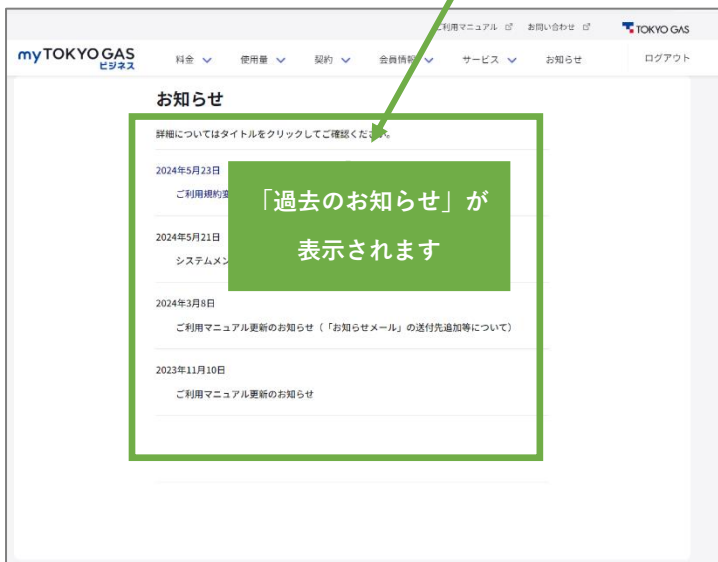 ご利用マニュアル お問い合わせ TOKYO GAS
myTOKYO GAS
ビジネス
料金 使用量 契約 会員情報 サービス お知らせ ログアウト
お知らせ
詳細についてはタイトルをクリックしてご確認ください。
2024年5月23日
ご利用規約
「過去のお知らせ」が
表示されます
2024年5月21日
システムメン
2024年3月8日
ご利用マニュアル更新のお知らせ(「お知らせメール」の送付先追加等について)
2023年11月10日
ご利用マニュアル更新のお知らせ